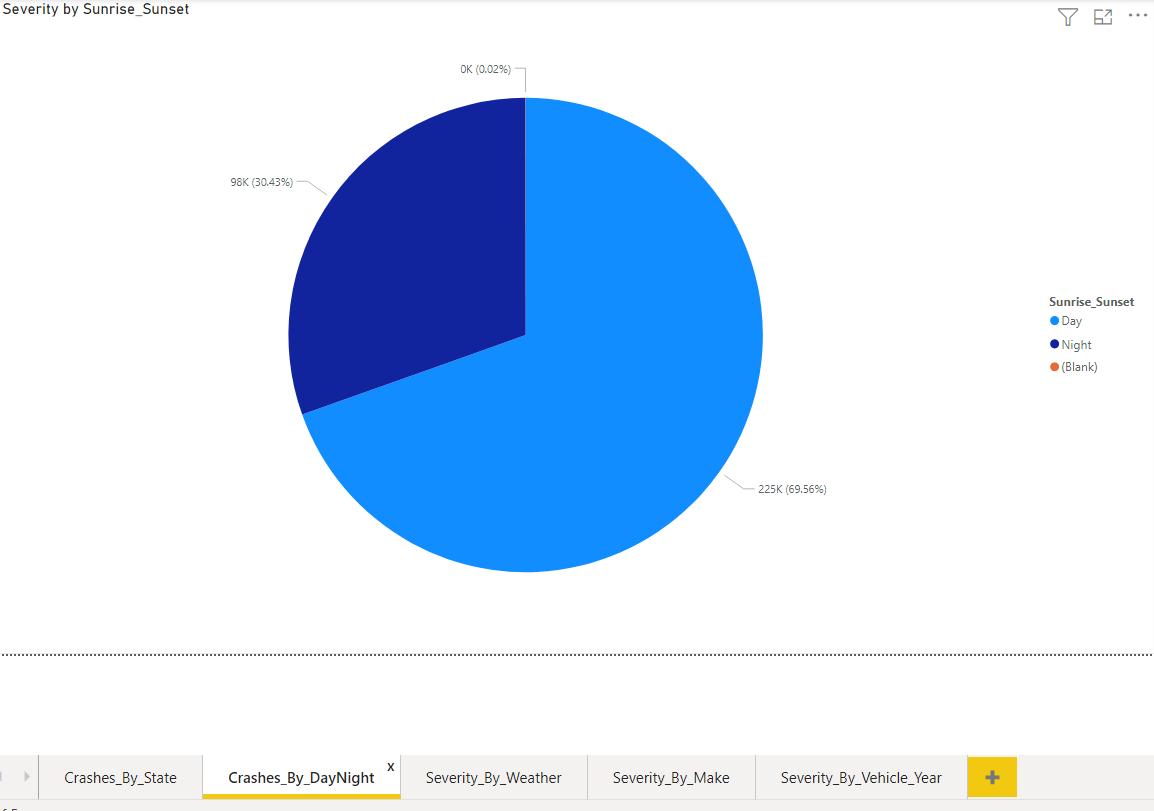 Severity by Sunrise_Sunset
0K (0.02%)
98K (30.43%)
225K (69.56%)
Sunrise_Sunset
Day
Night
(Blank)
Crashes_By_State
Crashes_By_DayNight
X
Severity_By_Weather
Severity_By_Make
Severity_By_Vehicle_Year